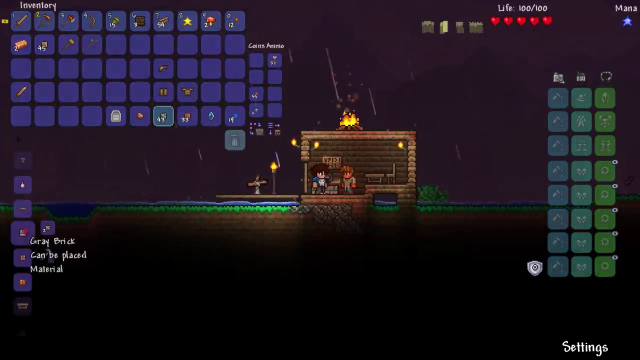 Inventory
Life: 100/100
Mana
Coins Ammo
Gray Brick
Can be placed
Material
Settings